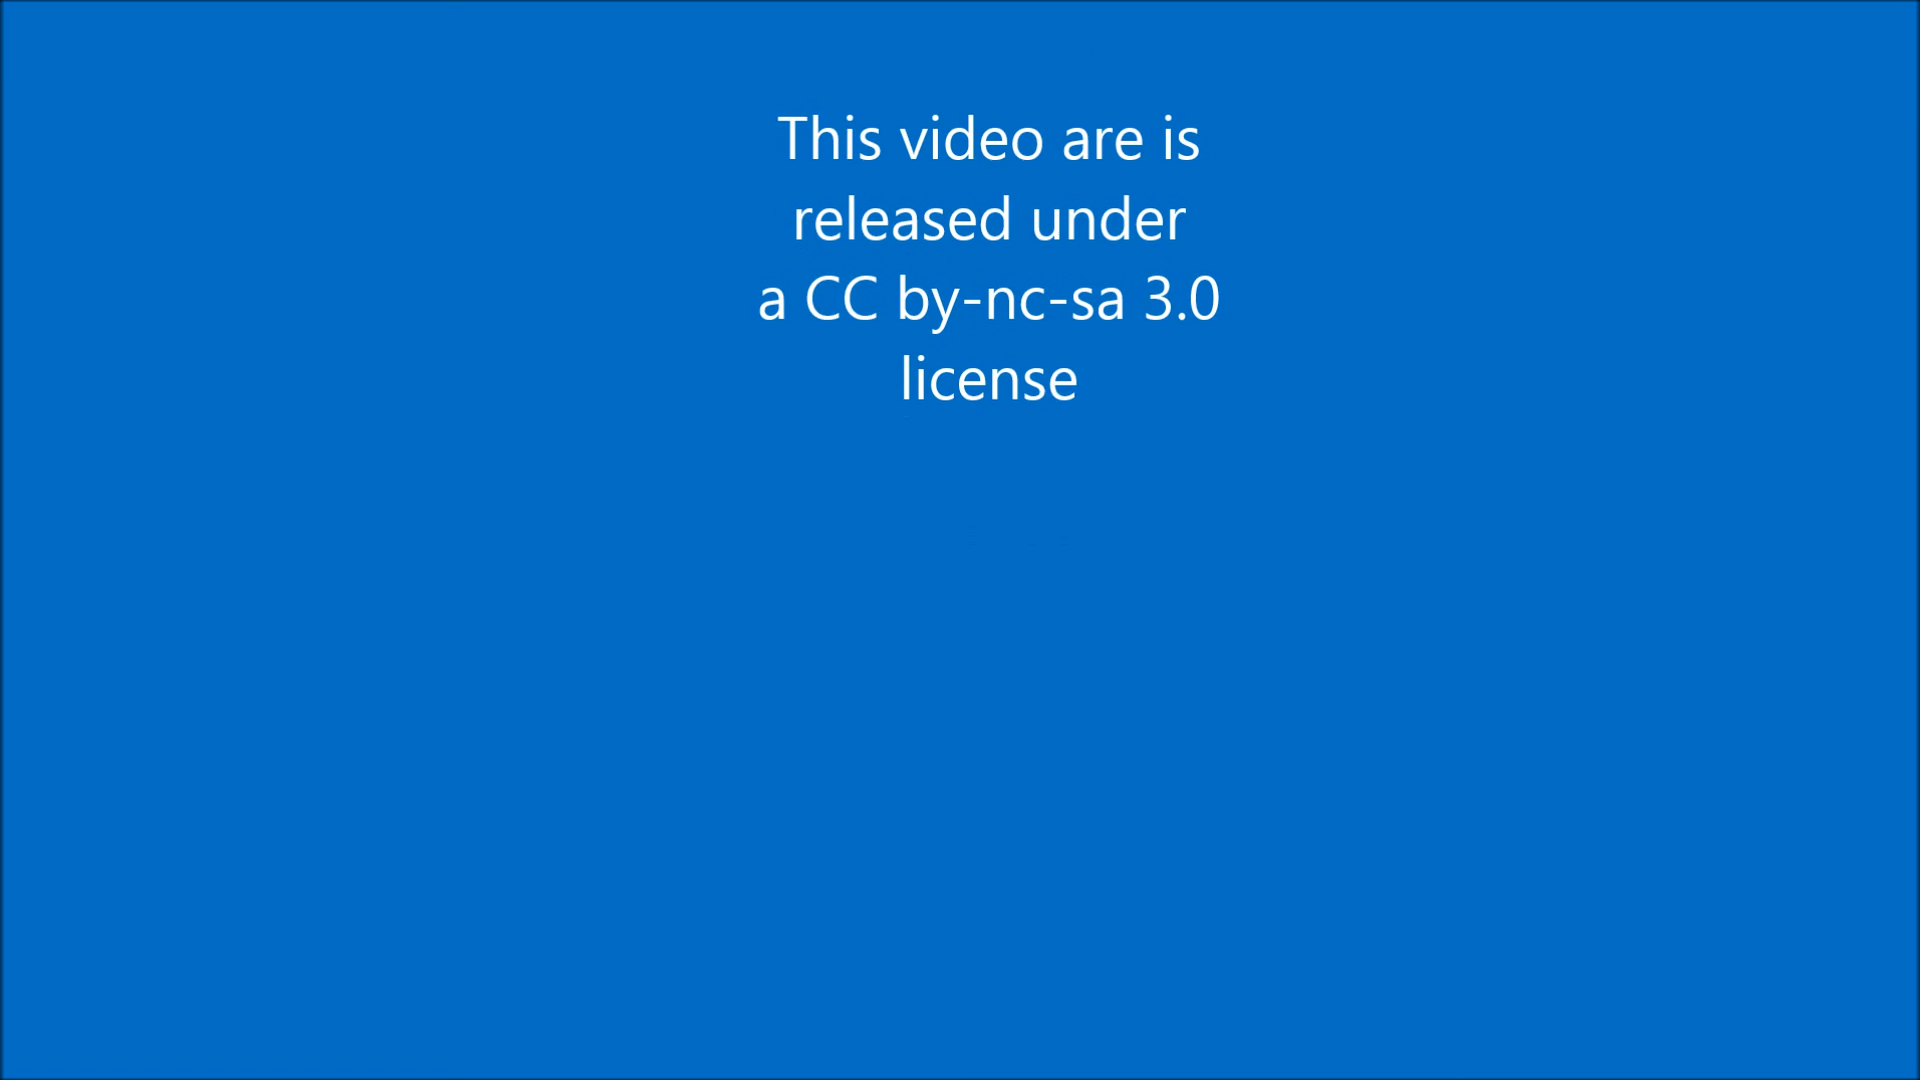 This video are is
released under
a CC by-nc-sa 3.0
license